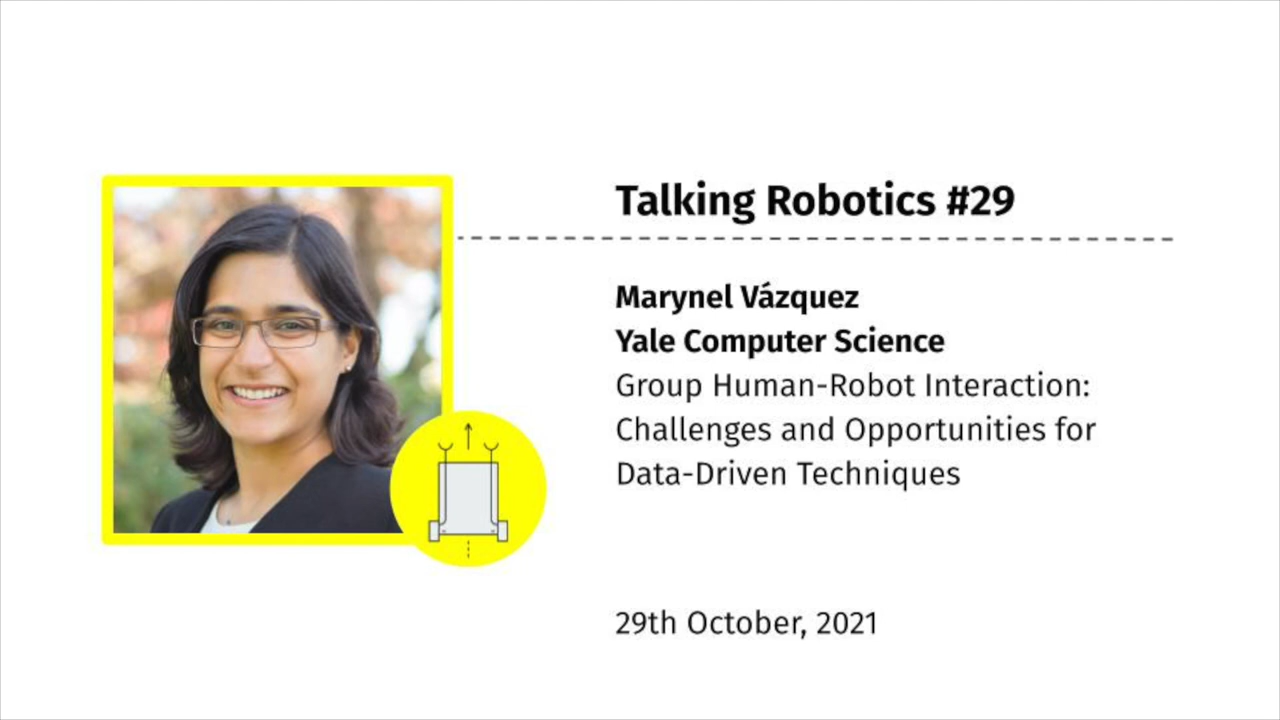 Talking Robotics #29
Marynel Vázquez
Yale Computer Science
Group Human-Robot Interaction:
Challenges and Opportunities for
Data-Driven Techniques
29th October, 2021